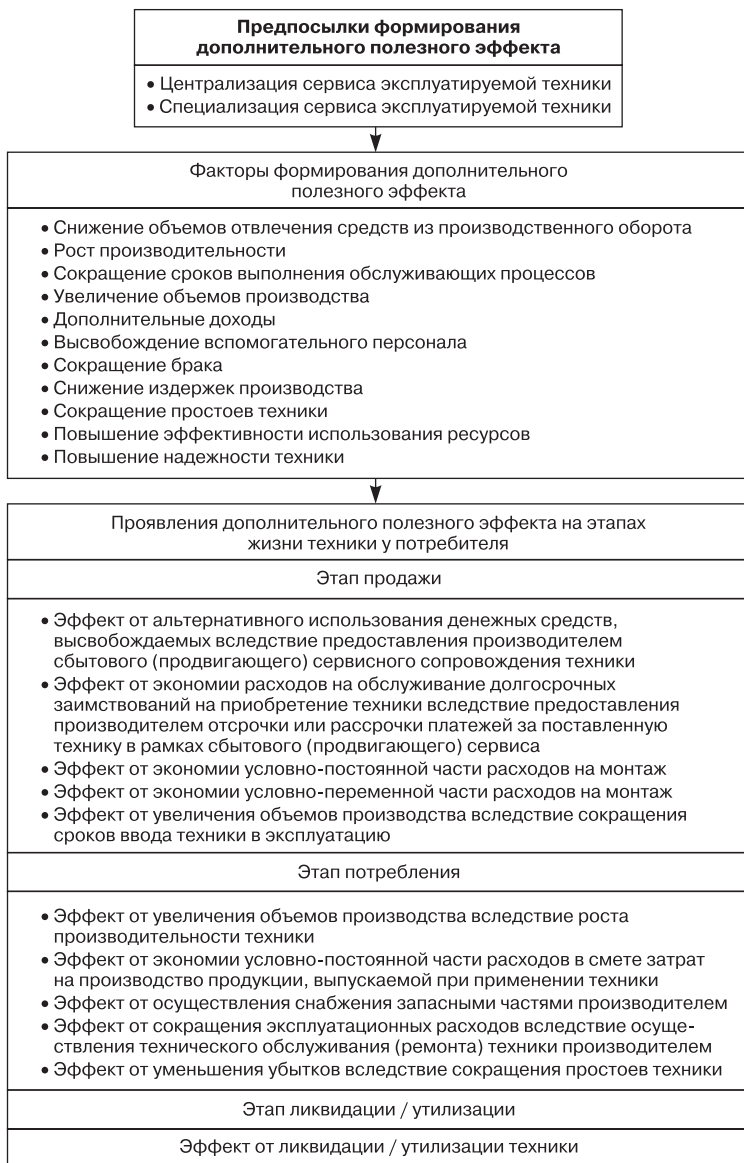 Предпосылки формирования
дополнительного полезного эффекта
• Централизация сервиса эксплуатируемой техники
• Специализация сервиса эксплуатируемой техники
Факторы формирования дополнительного
полезного эффекта
• Снижение объемов отвлечения средств из производственного оборота
• Рост производительности
• Сокращение сроков выполнения обслуживающих процессов
• Увеличение объемов производства
• Дополнительные доходы
• Высвобождение вспомогательного персонала
• Сокращение брака
• Снижение издержек производства
• Сокращение простоев техники
• Повышение эффективности использования ресурсов
• Повышение надежности техники
Проявления дополнительного полезного эффекта на этапах
жизни техники у потребителя
Этап продажи
• Эффект от альтернативного использования денежных средств,
высвобождаемых вследствие предоставления производителем
сбытового (продвигающего) сервисного сопровождения техники
• Эффект от экономии расходов на обслуживание долгосрочных
заимствований на приобретение техники вследствие предоставления
производителем отсрочки или рассрочки платежей за поставленную
технику в рамках сбытового (продвигающего) сервиса
• Эффект от экономии условно-постоянной части расходов на монтаж
• Эффект от экономии условно-переменной части расходов на монтаж
• Эффект от увеличения объемов производства вследствие сокращения
сроков ввода техники в эксплуатацию
Этап потребления
• Эффект от увеличения объемов производства вследствие роста
производительности техники
• Эффект от экономии условно-постоянной части расходов в смете затрат
на производство продукции, выпускаемой при применении техники
• Эффект от осуществления снабжения запасными частями производителем
• Эффект от сокращения эксплуатационных расходов вследствие осуще-
ствления технического обслуживания (ремонта) техники производителем
• Эффект от уменьшения убытков вследствие сокращения простоев техники
Этап ликвидации / утилизации
Эффект от ликвидации / утилизации техники